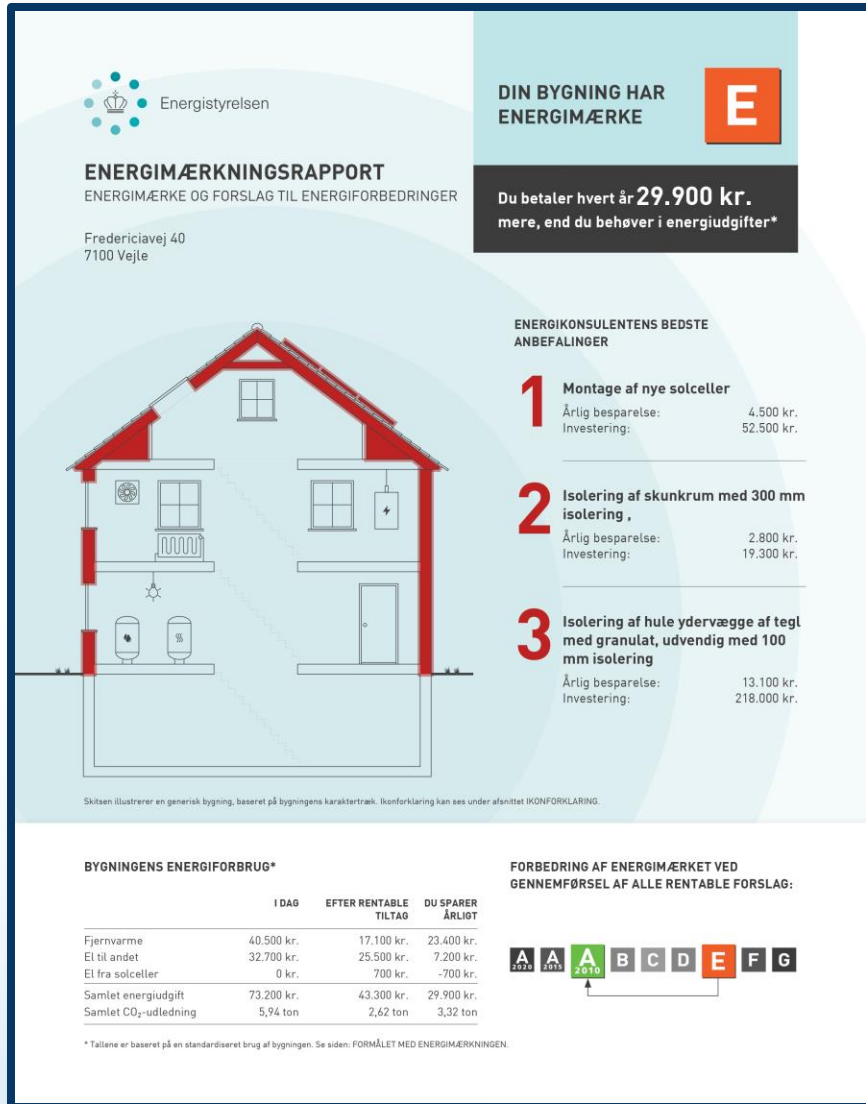 Energistyrelsen
ENERGIMÆRKNINGSRAPPORT
ENERGIMÆRKE OG FORSLAG TIL ENERGIFORBEDRINGER
Fredericiavej 40
7100 Vejle
DIN BYGNING HAR
ENERGIMÆRKE
E
Du betaler hvert år 29.900 kr.
mere, end du behøver i energiudgifter*
ENERGIKONSULENTENS BEDSTE
ANBEFALINGER
1
Montage af nye solceller
Årlig besparelse: 4.500 kr.
Investering: 52.500 kr.
2
Isolering af skunkrum med 300 mm
isolering ,
Årlig besparelse: 2.800 kr.
Investering: 19.300 kr.
3
Isolering af hule ydervægge af tegl
med granulat, udvendig med 100
mm isolering
Årlig besparelse: 13.100 kr.
Investering: 218.000 kr.
Skitsen illustrerer en generisk bygning, baseret på bygningens karaktertræk. Ikonforklaring kan ses under afsnittet IKONFORKLARING.
BYGNINGENS ENERGIFORBRUG*
I DAG EFTER RENTABLE DU SPARER
TILTAG ÅRLIGT
Fjernvarme 40.500 kr. 17.100 kr. 23.400 kr.
El til andet 32.700 kr. 25.500 kr. 7.200 kr.
El fra solceller 0 kr. 700 kr. -700 kr.
Samlet energiudgift 73.200 kr. 43.300 kr. 29.900 kr.
Samlet CO₂-udledning 5,94 ton 2,62 ton 3,32 ton
* Tallene er baseret på en standardiseret brug af bygningen. Se siden: FORMÅLET MED ENERGIMÆRKNINGEN.
FORBEDRING AF ENERGIMÆRKET VED
GENNEMFØRSEL AF ALLE RENTABLE FORSLAG:
A A A B C D E F G
2020 2015 2010